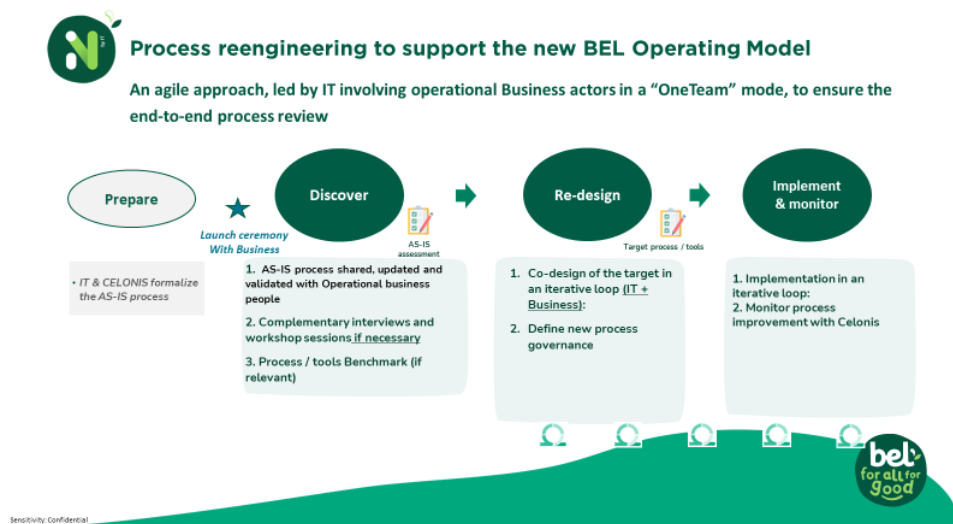 Process reengineering to support the new BEL Operating Model
An agile approach, led by IT involving operational Business actors in a “OneTeam” mode, to ensure the
end-to-end process review
Prepare
Launch ceremony
With Business
• IT & CELONIS formalize
the AS-IS process
Discover
AS-IS
assessment
1. AS-IS process shared, updated and
validated with Operational business
people
2. Complementary interviews and
workshop sessions if necessary
3. Process / tools Benchmark (if
relevant)
Re-design
Target process / tools
1. Co-design of the target in
an iterative loop (IT +
Business):
2. Define new process
governance
Implement
& monitor
1. Implementation in an
iterative loop:
2. Monitor process
improvement with Celonis
bel
for all for
good
Sensitivity: Confidential